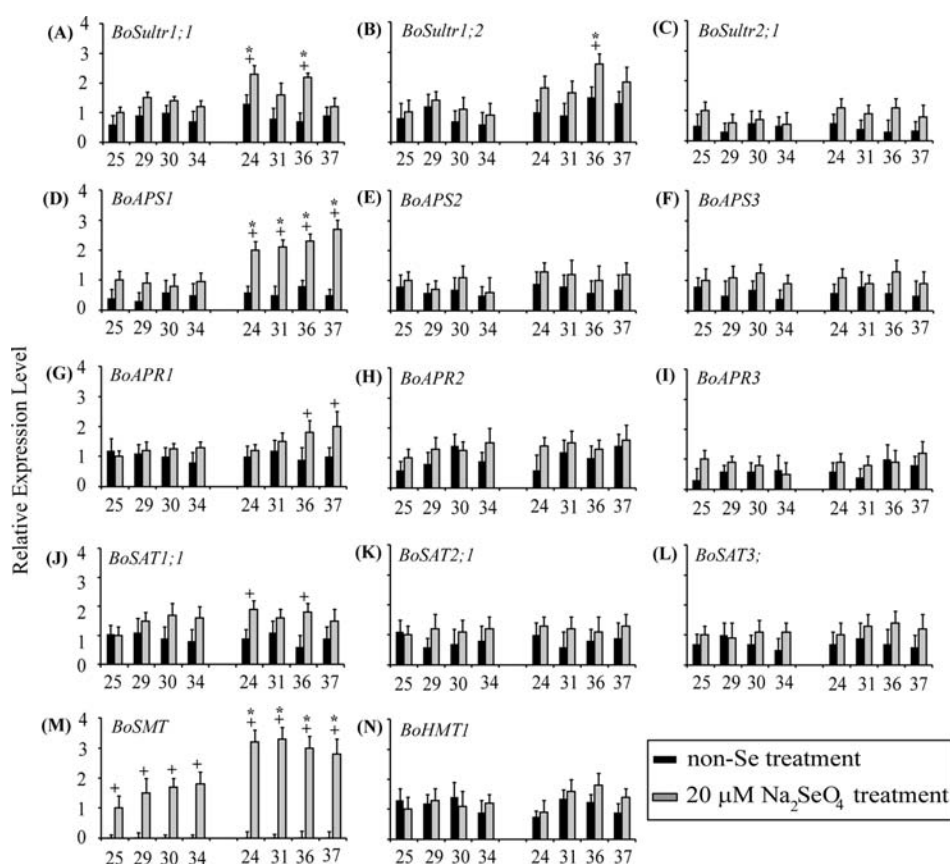 Relative Expression Level
(A) BoSultr1;1
4
3
2
1
0
* +
* +
25 29 30 34 24 31 36 37
(B) BoSultr1;2
* +
25 29 30 34 24 31 36 37
(C) BoSultr2;1
25 29 30 34 24 31 36 37
(D) BoAPS1
4
3
2
1
0
* +
* +
* +
* +
25 29 30 34 24 31 36 37
(E) BoAPS2
25 29 30 34 24 31 36 37
(F) BoAPS3
25 29 30 34 24 31 36 37
(G) BoAPR1
4
3
2
1
0
+ +
25 29 30 34 24 31 36 37
(H) BoAPR2
25 29 30 34 24 31 36 37
(I) BoAPR3
25 29 30 34 24 31 36 37
(J) BoSAT1;1
4
3
2
1
0
+ +
25 29 30 34 24 31 36 37
(K) BoSAT2;1
25 29 30 34 24 31 36 37
(L) BoSAT3;
25 29 30 34 24 31 36 37
(M) BoSMT
4
3
2
1
0
+ + + +
* +
* +
* +
* +
25 29 30 34 24 31 36 37
(N) BoHMT1
25 29 30 34 24 31 36 37
non-Se treatment
20 µM Na2SeO4 treatment